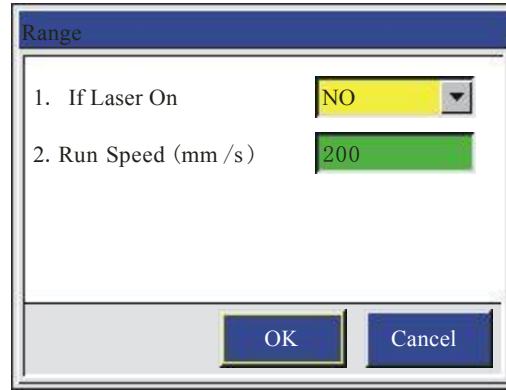 Range
1. If Laser On NO
2. Run Speed (mm/s) 200
OK Cancel